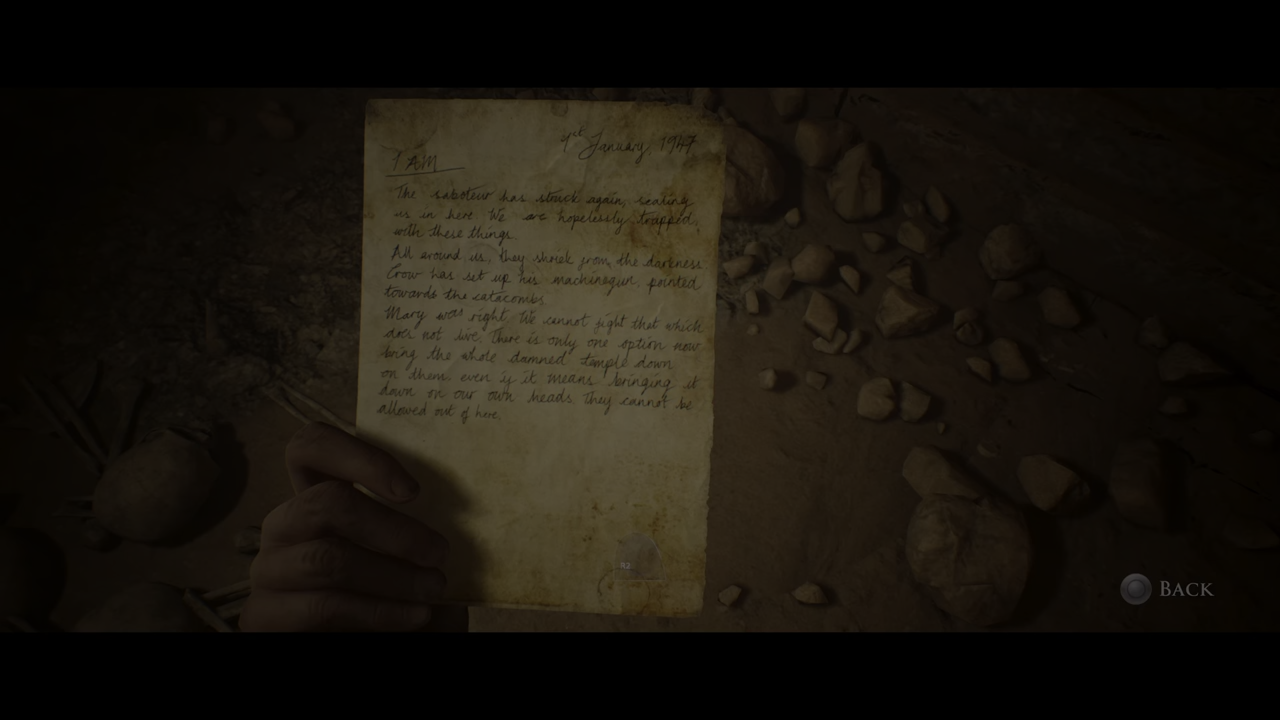 1st January, 1947
1 AM
The saboteur has struck again, sealing
us in here. We are hopelessly trapped,
with these things.
All around us, they shriek from the darkness
Crow has set up his machinegun, pointed
towards the catacombs
Mary was right. We cannot fight that which
does not live. There is only one option now
bring the whole damned temple down
on them, even if it means bringing it
down on our own heads. They cannot be
allowed out of here.
R2
BACK